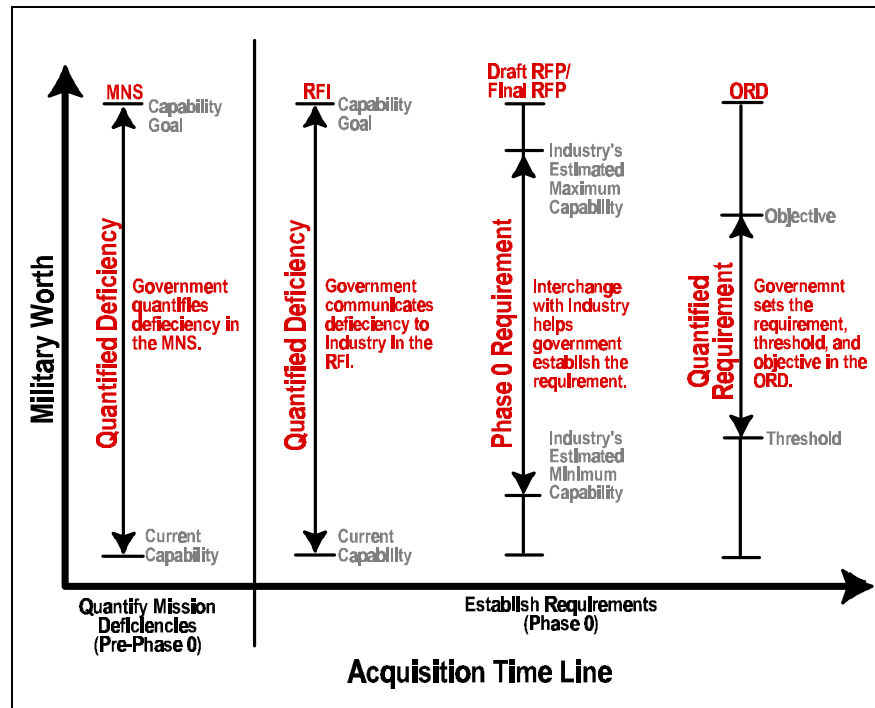 Military Worth
MNS
Capability
Goal
Quantified Deficiency
Government
quantifies
defieciency in
the MNS.
Current
Capability
RFI
Capability
Goal
Quantified Deficiency
Government
communicates
defieciency to
Industry in the
RFI.
Current
Capability
Draft RFP/
Final RFP
Industry's
Estimated
Maximum
Capability
Phase 0 Requirement
Interchange
with Industry
helps
government
establish the
requirement.
Industry's
Estimated
Minimum
Capability
ORD
Objective
Quantified
Requirement
Governemnt
sets the
requirement,
threshold, and
objective in the
ORD.
Threshold
Quantify Mission
Deficiencies
(Pre-Phase 0)
Establish Requirements
(Phase 0)
Acquisition Time Line